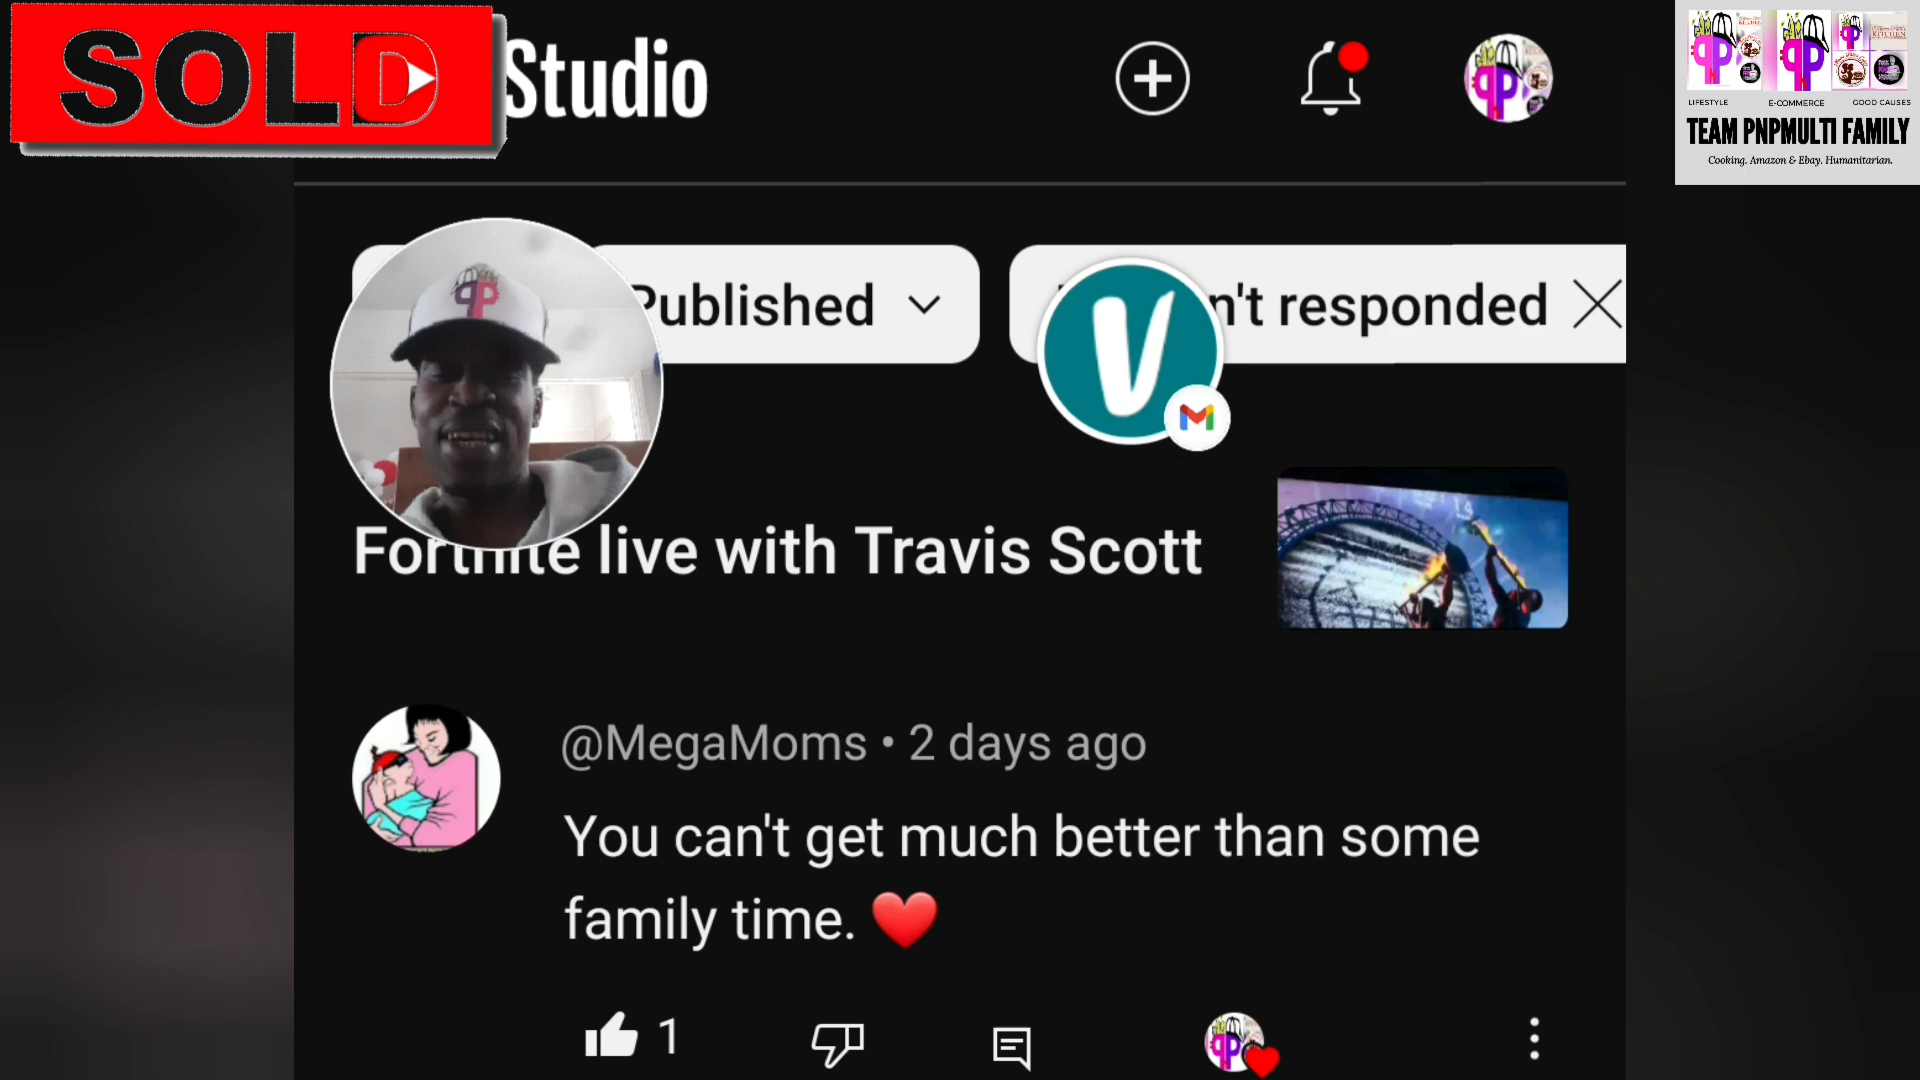 SOLD
Studio
LIFESTYLE
E-COMMERCE
GOOD CAUSES
TEAM PNPMULTI FAMILY
Cooking. Amazon & Ebay. Humanitarian.
Published
n't responded
V
Fortnite live with Travis Scott
@MegaMoms • 2 days ago
You can't get much better than some
family time. ❤️
1